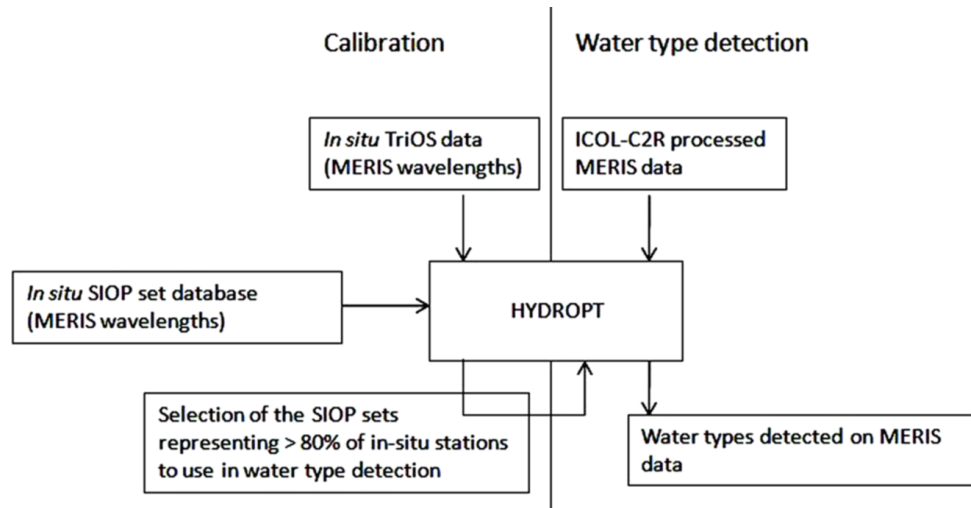 Calibration
Water type detection
In situ TriOS data
(MERIS wavelengths)
ICOL-C2R processed
MERIS data
In situ SIOP set database
(MERIS wavelengths)
HYDROPT
Selection of the SIOP sets
representing > 80% of in-situ stations
to use in water type detection
Water types detected on MERIS
data